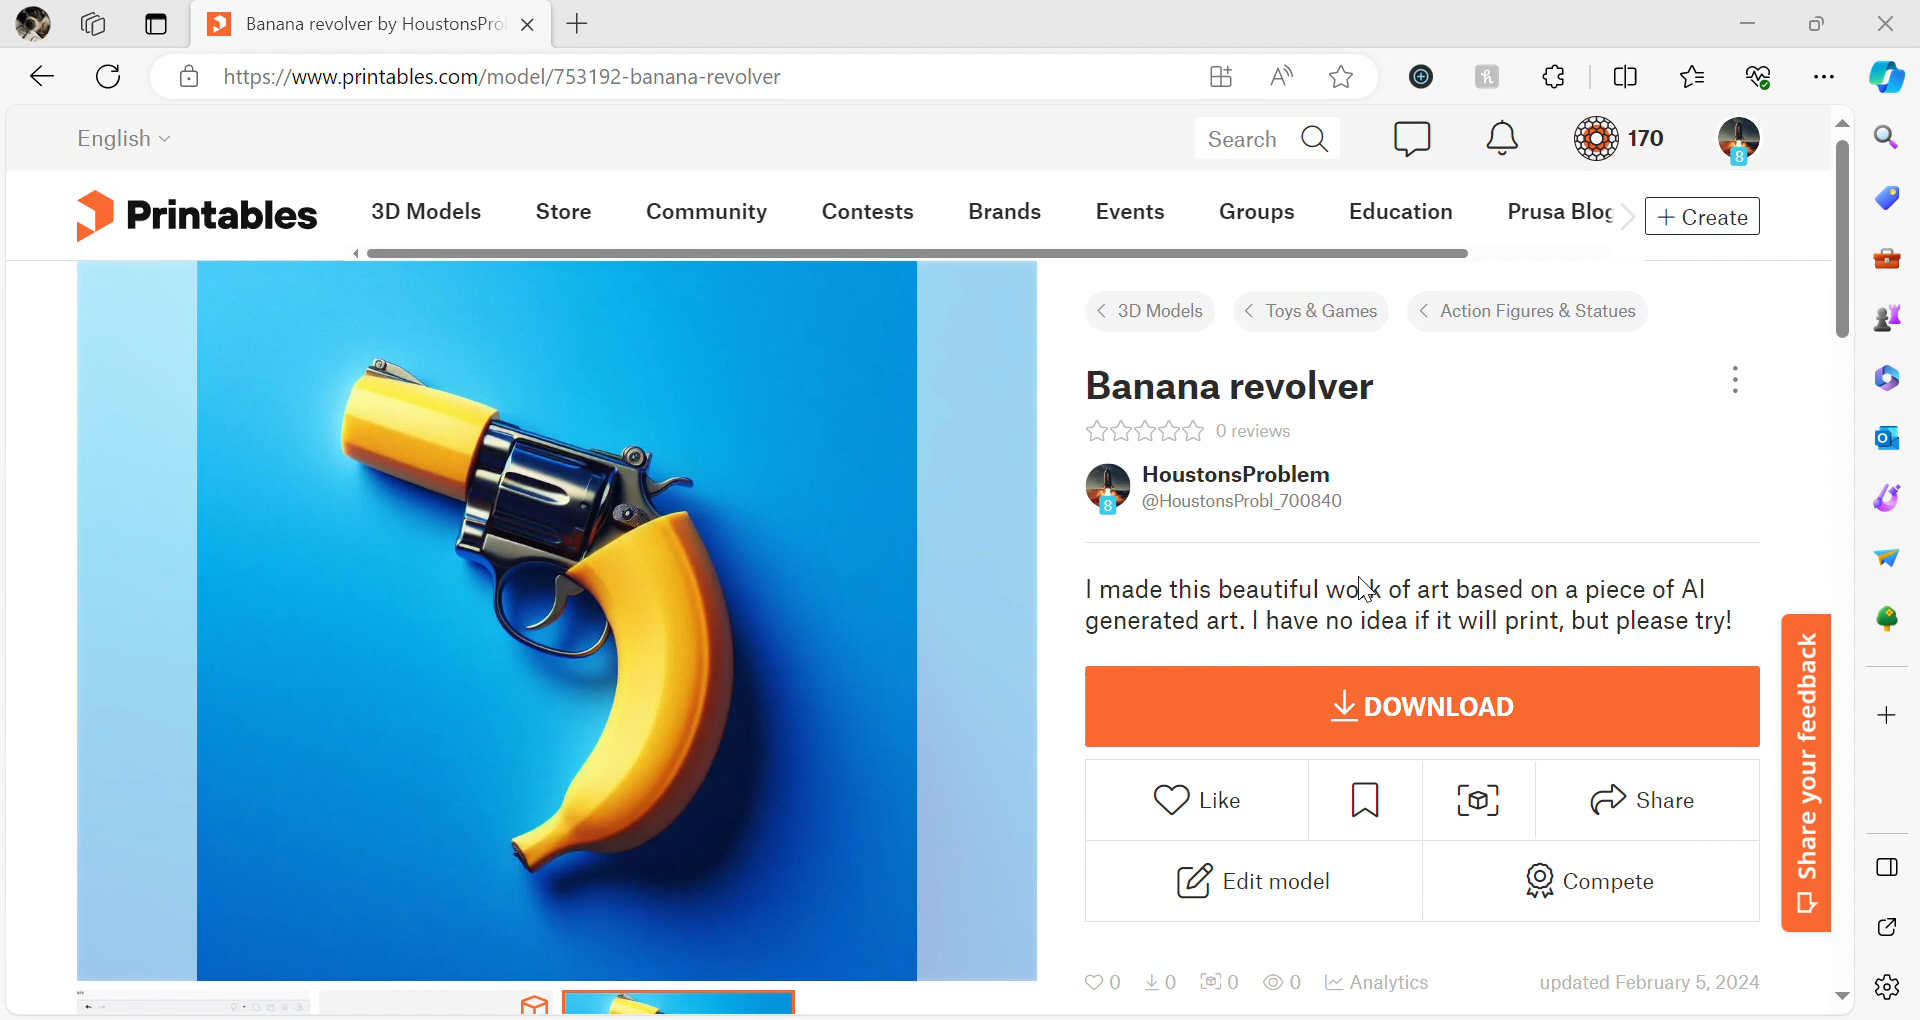 Banana revolver by HoustonsPro
https://www.printables.com/model/753192-banana-revolver
English
Search
170
8
Printables
3D Models
Store
Community
Contests
Brands
Events
Groups
Education
Prusa Blog
+ Create
3D Models
Toys & Games
Action Figures & Statues
Banana revolver
0 reviews
HoustonsProblem
8
@HoustonsProbl_700840
I made this beautiful work of art based on a piece of AI
generated art. I have no idea if it will print, but please try!
DOWNLOAD
Like
Share
Edit model
Compete
Share your feedback
0
0
0
0
Analytics
updated February 5, 2024